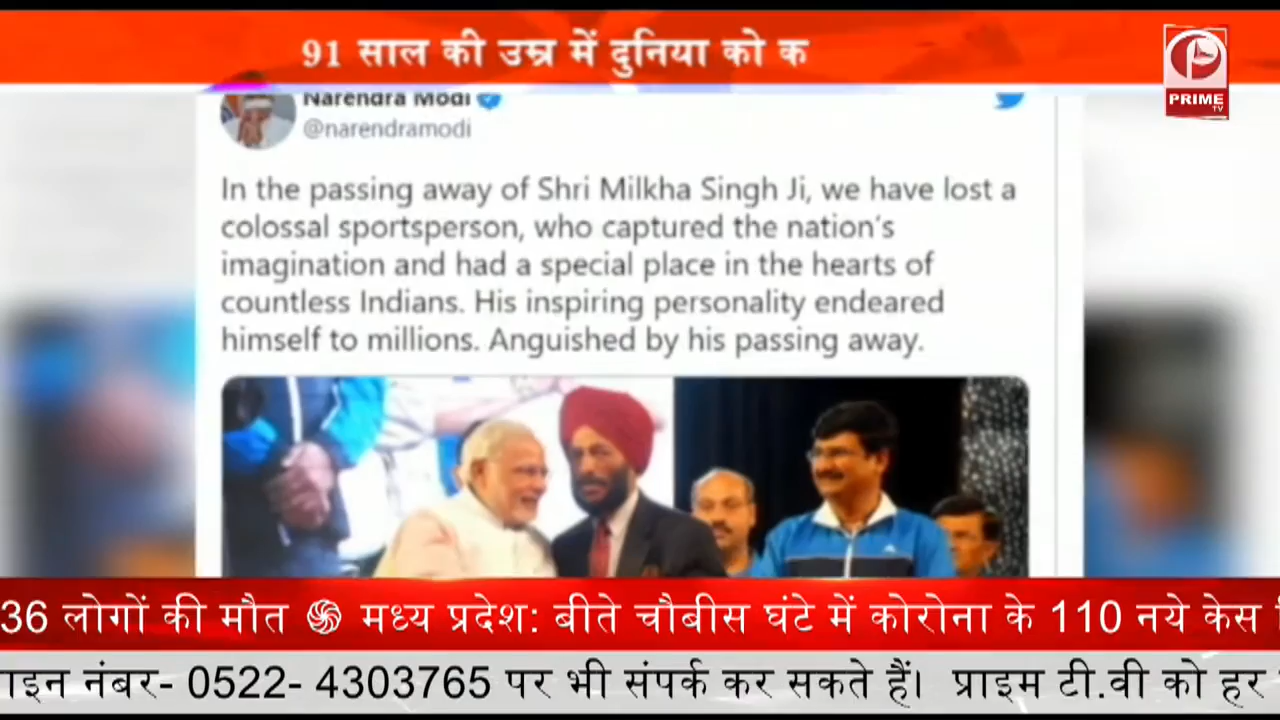 91 साल की उम्र में दुनिया को क
PRIME
TV
Narendra Modi
@narendramodi
In the passing away of Shri Milkha Singh Ji, we have lost a
colossal sportsperson, who captured the nation's
imagination and had a special place in the hearts of
countless Indians. His inspiring personality endeared
himself to millions. Anguished by his passing away.
36 लोगों की मौत ֍ मध्य प्रदेश: बीते चौबीस घंटे में कोरोना के 110 नये केस
इन नंबर- 0522- 4303765 पर भी संपर्क कर सकते हैं। प्राइम टी.वी को हर